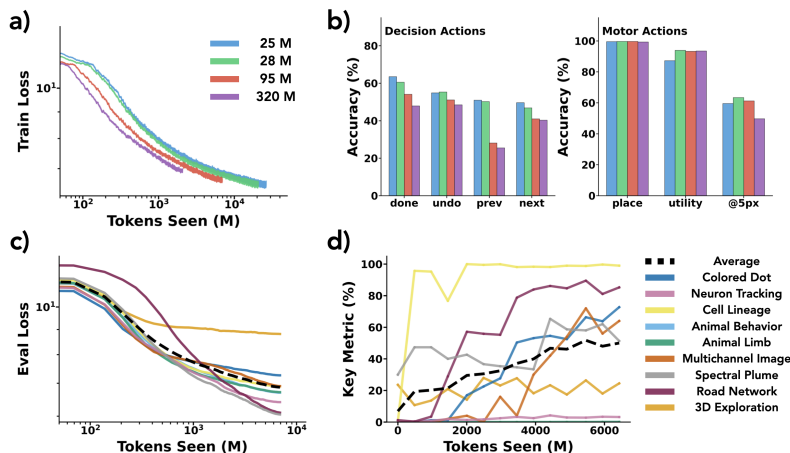 a)
Train Loss
10¹
25 M
28 M
95 M
320 M
10² 10³ 10⁴
Tokens Seen (M)
b)
Decision Actions
Accuracy (%)
80
60
40
20
0
done undo prev next
Motor Actions
Accuracy (%)
100
80
60
40
20
0
place utility @5px
c)
Eval Loss
10¹
10² 10³ 10⁴
Tokens Seen (M)
d)
Key Metric (%)
100
80
60
40
20
0
0 2000 4000 6000
Tokens Seen (M)
Average
Colored Dot
Neuron Tracking
Cell Lineage
Animal Behavior
Animal Limb
Multichannel Image
Spectral Plume
Road Network
3D Exploration